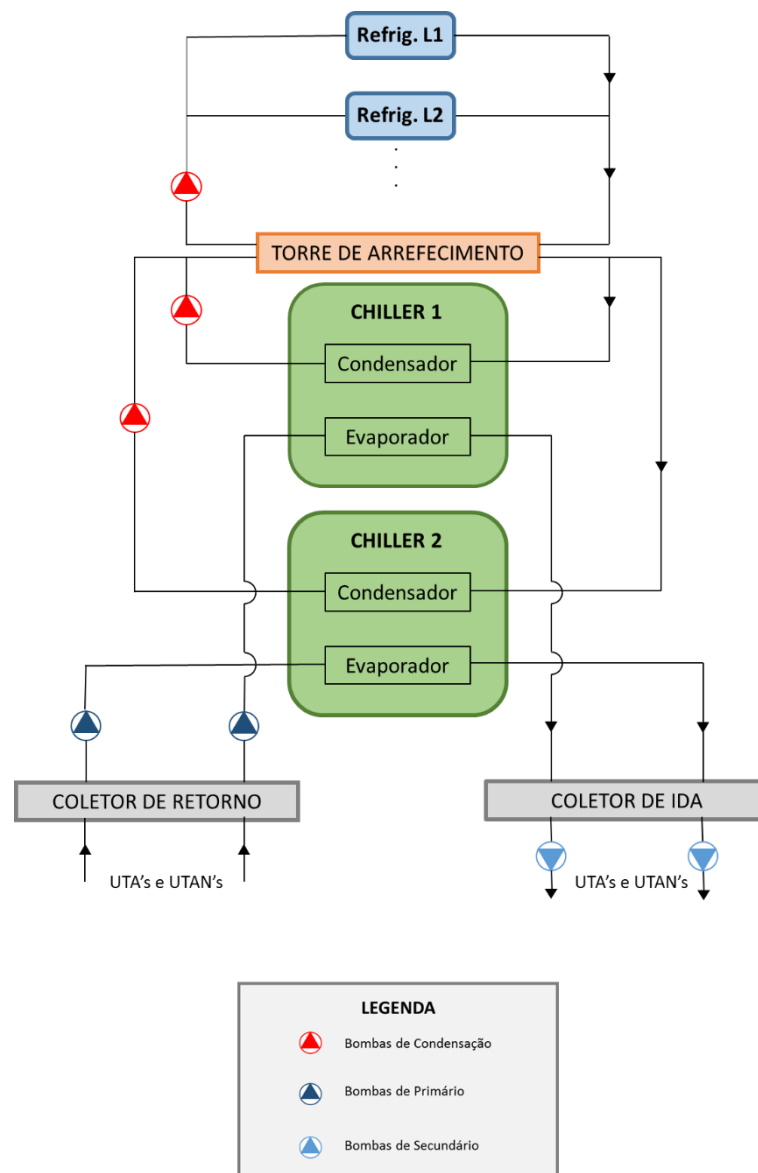 Refrig. L1
Refrig. L2
TORRE DE ARREFECIMENTO
CHILLER 1
Condensador
Evaporador
CHILLER 2
Condensador
Evaporador
COLETOR DE RETORNO
COLETOR DE IDA
UTA's e UTAN's
UTA's e UTAN's
LEGENDA
Bombas de Condensação
Bombas de Primário
Bombas de Secundário